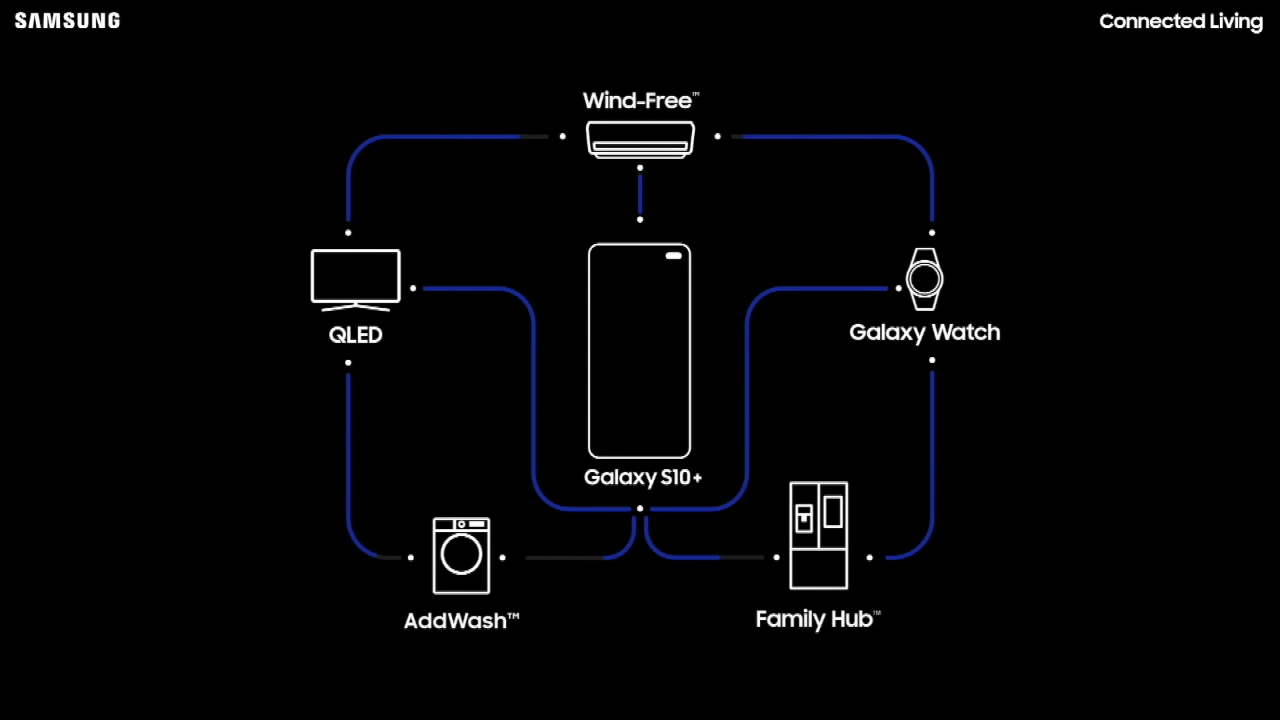 SAMSUNG
Connected Living
Wind-Free™
QLED
Galaxy Watch
Galaxy S10+
AddWash™
Family Hub™